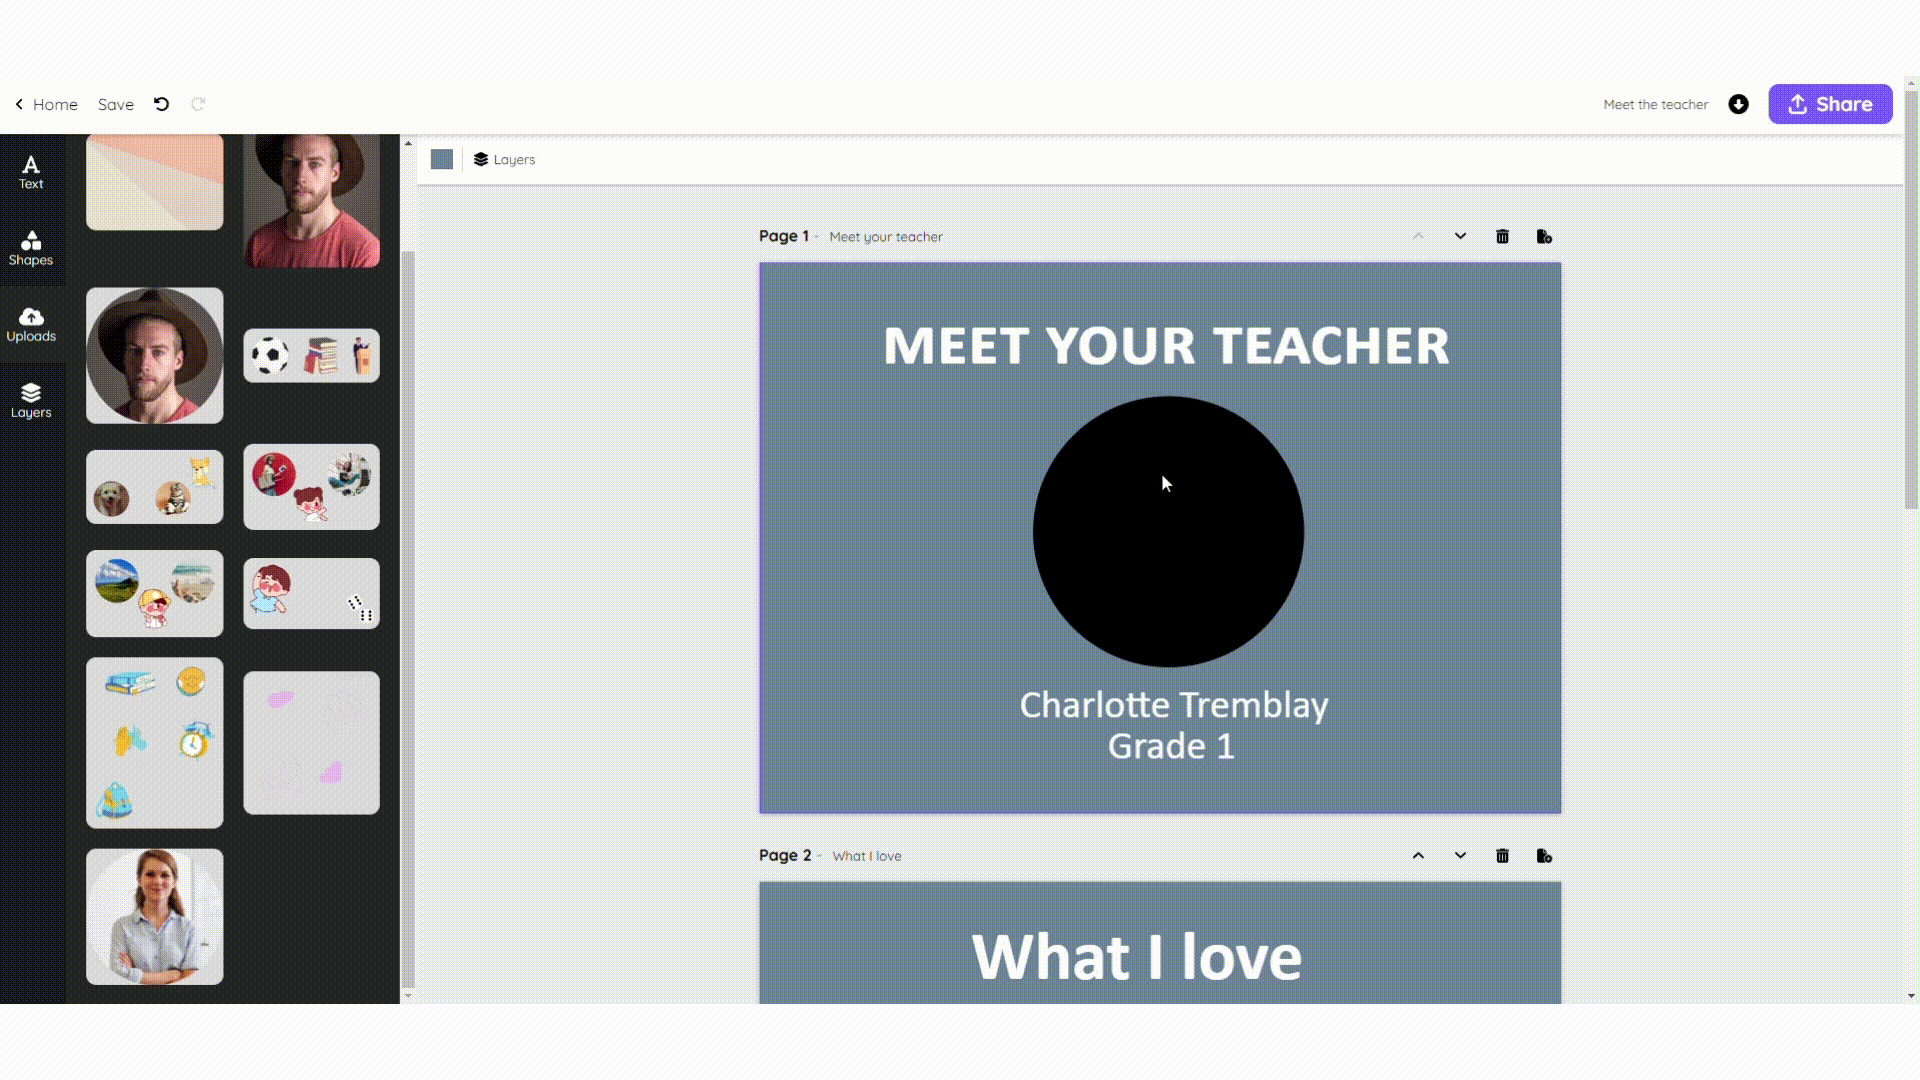 Home Save
Meet the teacher
Share
Text
Shapes
Uploads
Layers
Layers
Page 1 - Meet your teacher
MEET YOUR TEACHER
Charlotte Tremblay
Grade 1
Page 2 - What I love
What I love